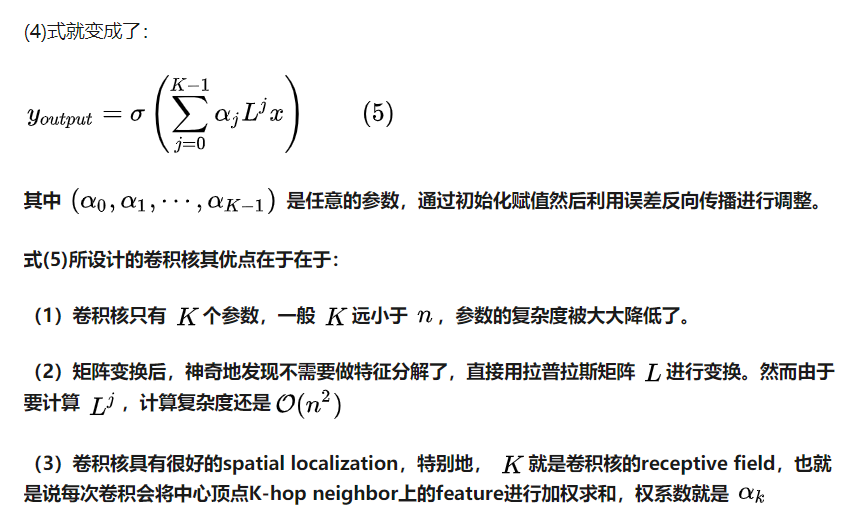 (4)式就变成了：
$y_{output} = \sigma \left( \sum_{j=0}^{K-1} \alpha_j L^j x \right)$ (5)
其中 $(\alpha_0, \alpha_1, \cdots, \alpha_{K-1})$ 是任意的参数，通过初始化赋值然后利用误差反向传播进行调整。
式(5)所设计的卷积核其优点在于在于：
（1）卷积核只有 $K$ 个参数，一般 $K$ 远小于 $n$ ，参数的复杂度被大大降低了。
（2）矩阵变换后，神奇地发现不需要做特征分解了，直接用拉普拉斯矩阵 $L$ 进行变换。然而由于
要计算 $L^j$ ，计算复杂度还是 $\mathcal{O}(n^2)$
（3）卷积核具有很好的spatial localization，特别地， $K$ 就是卷积核的receptive field，也就
是说每次卷积会将中心顶点K-hop neighbor上的feature进行加权求和，权系数就是 $\alpha_k$